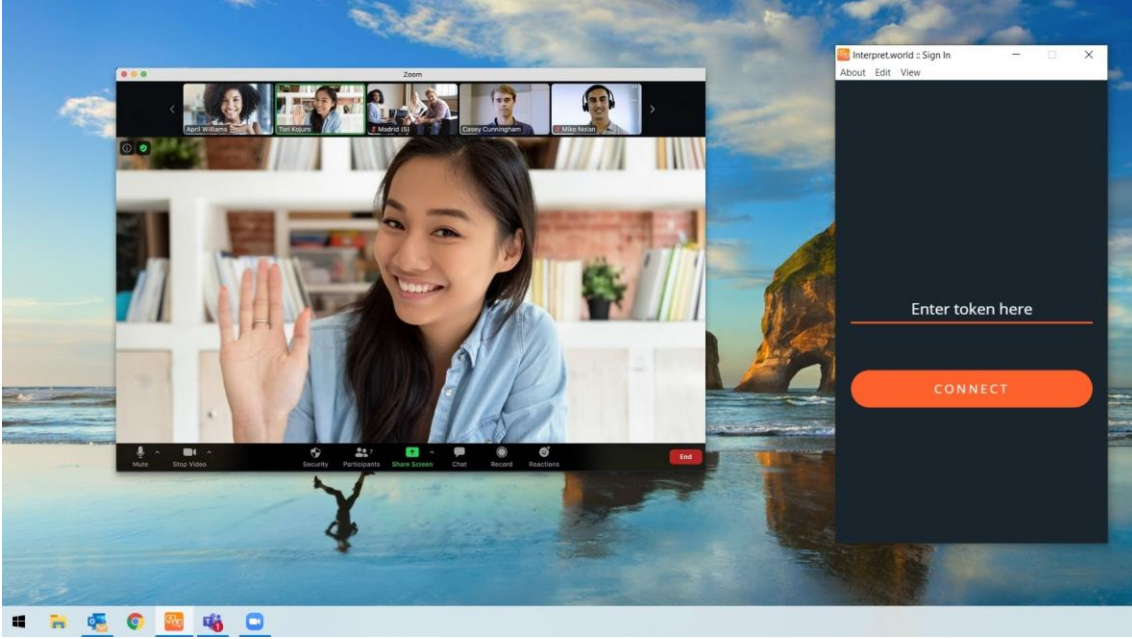 Zoom
April Williams
Tori Kojuro
Madrid (5)
Casey Cunningham
Mike Nolan
Mute
Stop Video
Security
Participants
7
Share Screen
Chat
Record
Reactions
End
Interpret.world :: Sign In
About Edit View
Enter token here
CONNECT